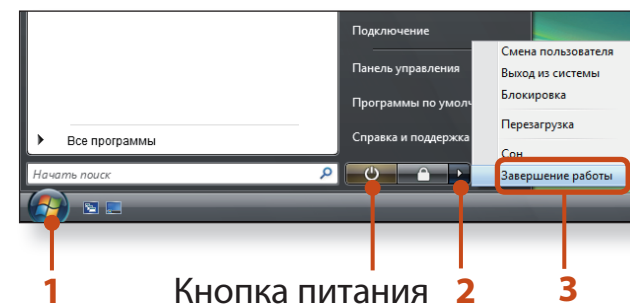 Подключение
Панель управления
Программы по умолч
Справка и поддержка
Все программы
Начать поиск
Смена пользователя
Выход из системы
Блокировка
Перезагрузка
Сон
Завершение работы
1
Кнопка питания
2
3